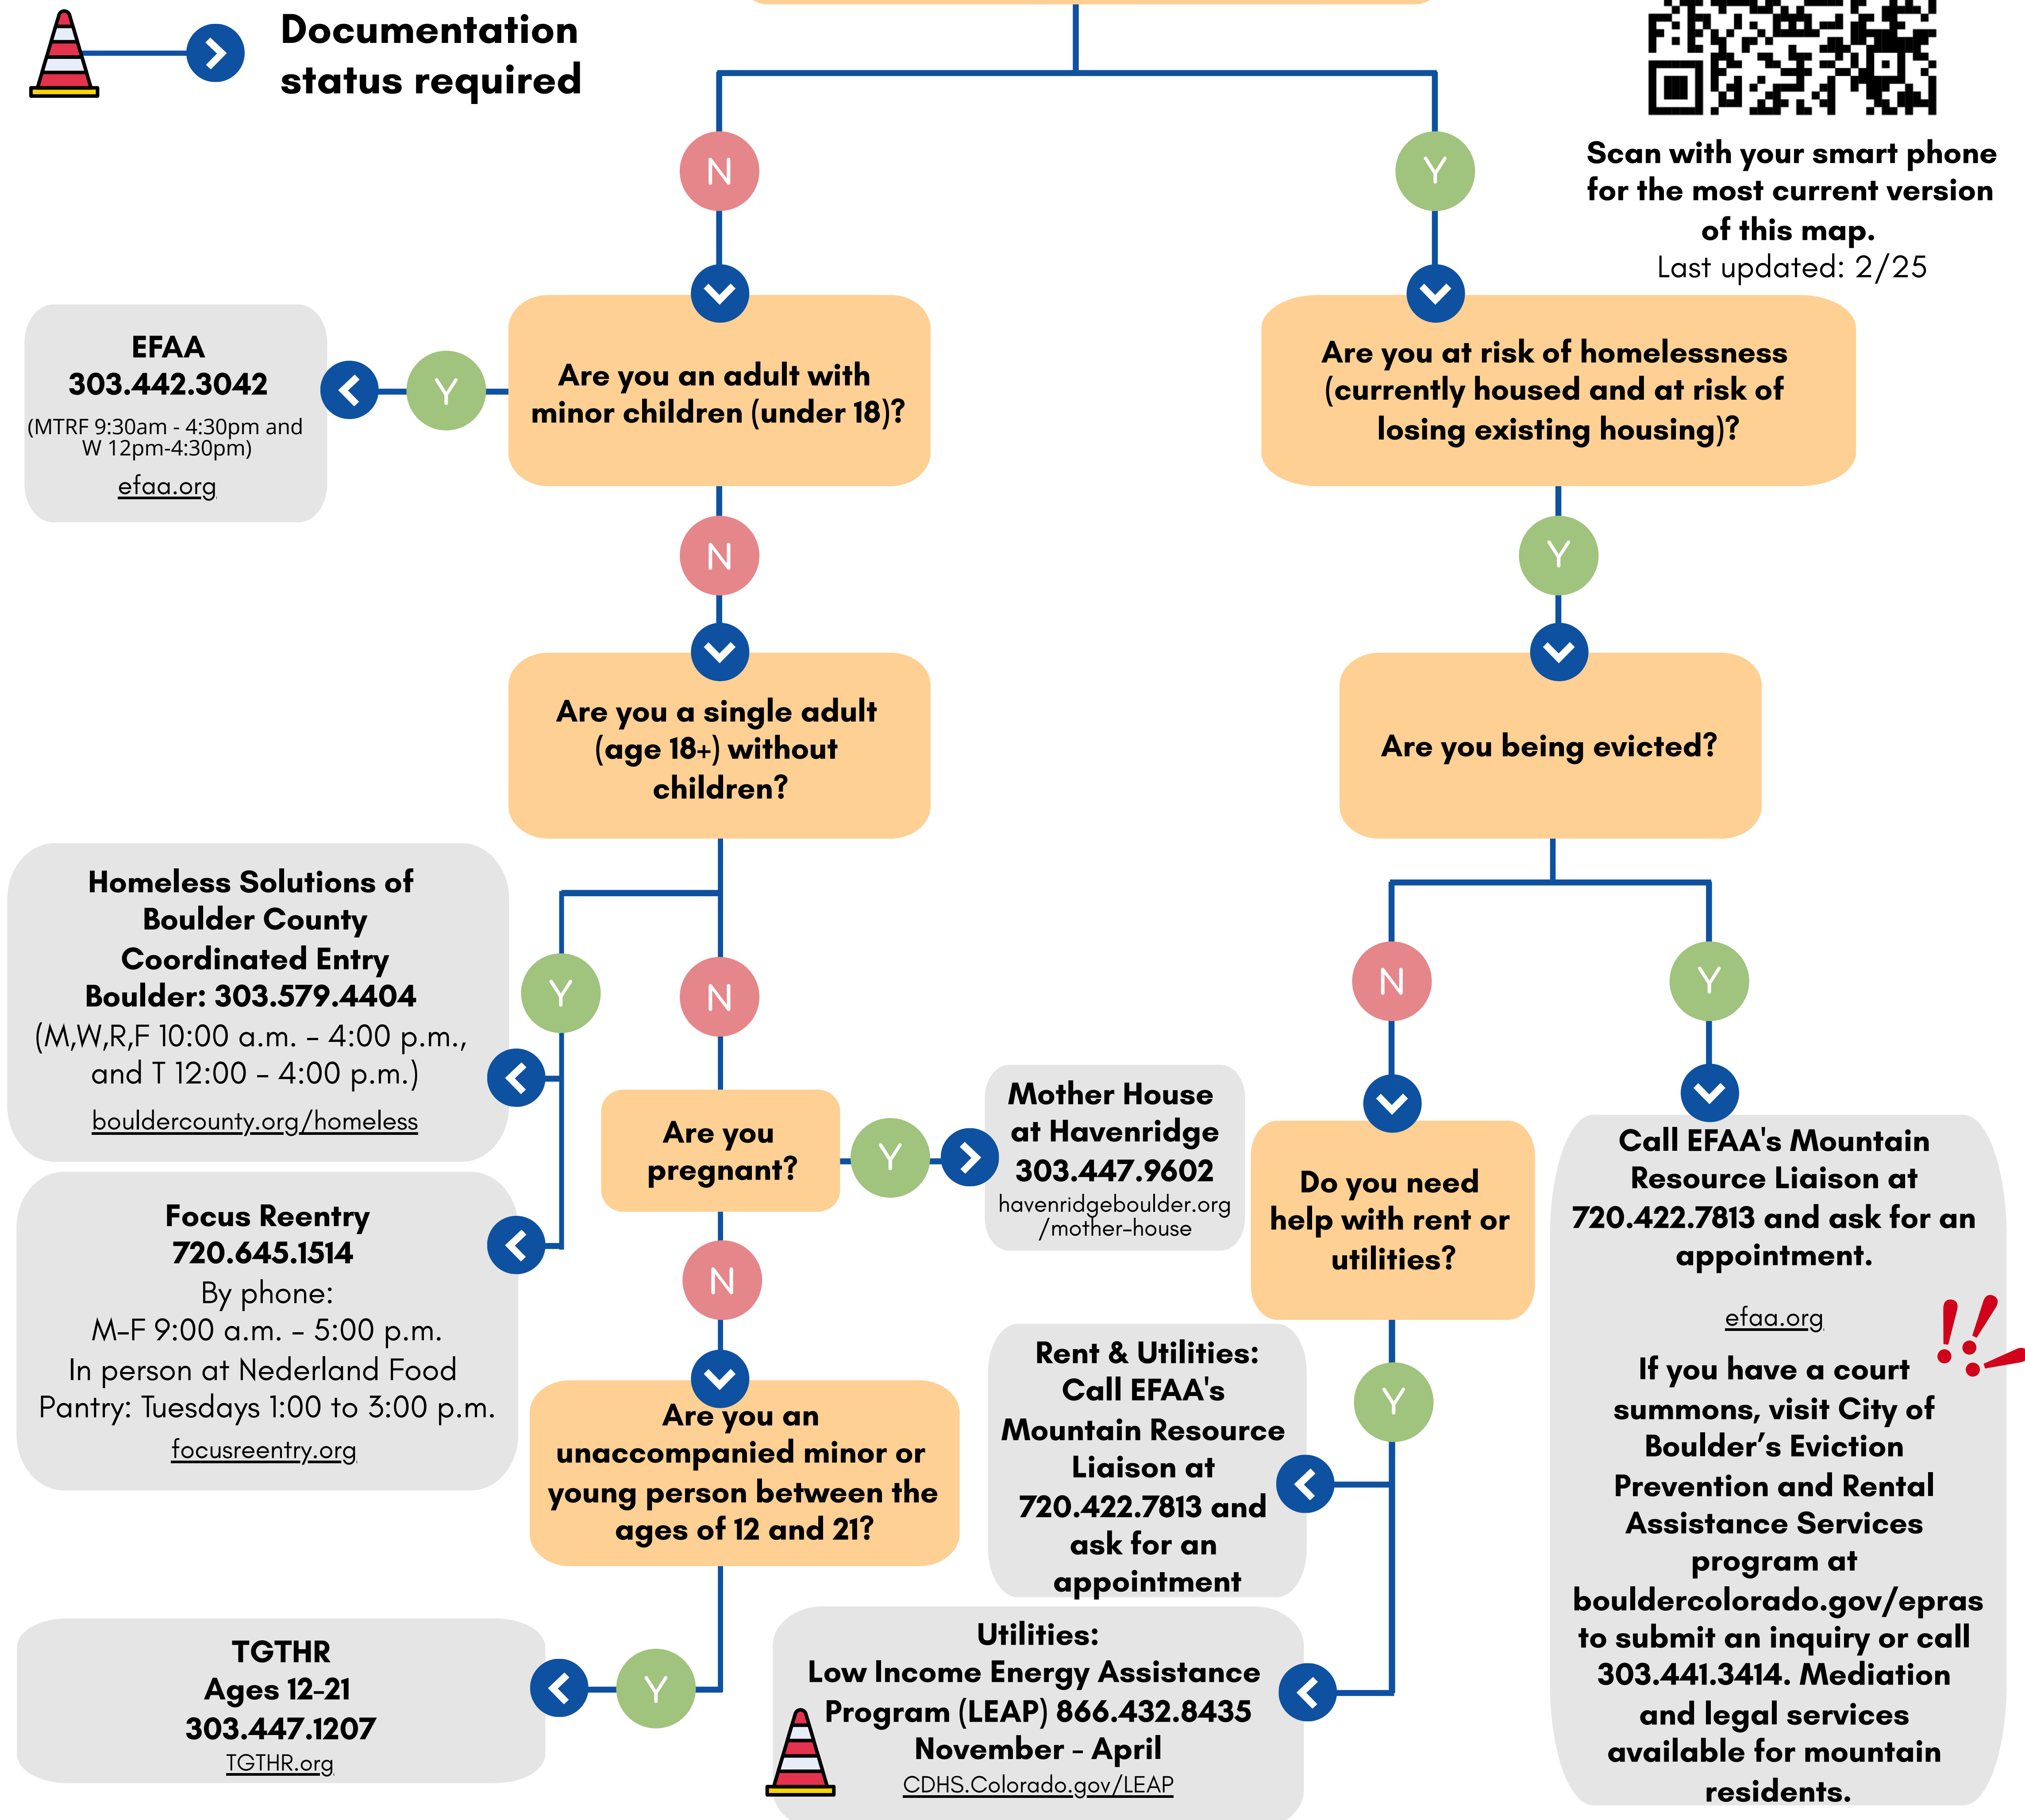 Documentation
status required
Scan with your smart phone
for the most current version
of this map.
Last updated: 2/25
N
Y
EFAA
303.442.3042
(MTRF 9:30am - 4:30pm and
W 12pm-4:30pm)
efaa.org
Y
Are you an adult with
minor children (under 18)?
Are you at risk of homelessness
(currently housed and at risk of
losing existing housing)?
N
Y
Are you a single adult
(age 18+) without
children?
Are you being evicted?
Homeless Solutions of
Boulder County
Coordinated Entry
Boulder: 303.579.4404
(M,W,R,F 10:00 a.m. - 4:00 p.m.,
and T 12:00 - 4:00 p.m.)
bouldercounty.org/homeless
Y
N
N
Y
Focus Reentry
720.645.1514
By phone:
M-F 9:00 a.m. - 5:00 p.m.
In person at Nederland Food
Pantry: Tuesdays 1:00 to 3:00 p.m.
focusreentry.org
Are you
pregnant?
Y
Mother House
at Havenridge
303.447.9602
havenridgeboulder.org
/mother-house
Do you need
help with rent or
utilities?
Call EFAA's Mountain
Resource Liaison at
720.422.7813 and ask for an
appointment.
efaa.org
If you have a court
summons, visit City of
Boulder’s Eviction
Prevention and Rental
Assistance Services
program at
bouldercolorado.gov/epras
to submit an inquiry or call
303.441.3414. Mediation
and legal services
available for mountain
residents.
N
Y
Are you an
unaccompanied minor or
young person between the
ages of 12 and 21?
Rent & Utilities:
Call EFAA's
Mountain Resource
Liaison at
720.422.7813 and
ask for an
appointment
TGTHR
Ages 12-21
303.447.1207
TGTHR.org
Y
Utilities:
Low Income Energy Assistance
Program (LEAP) 866.432.8435
November - April
CDHS.Colorado.gov/LEAP